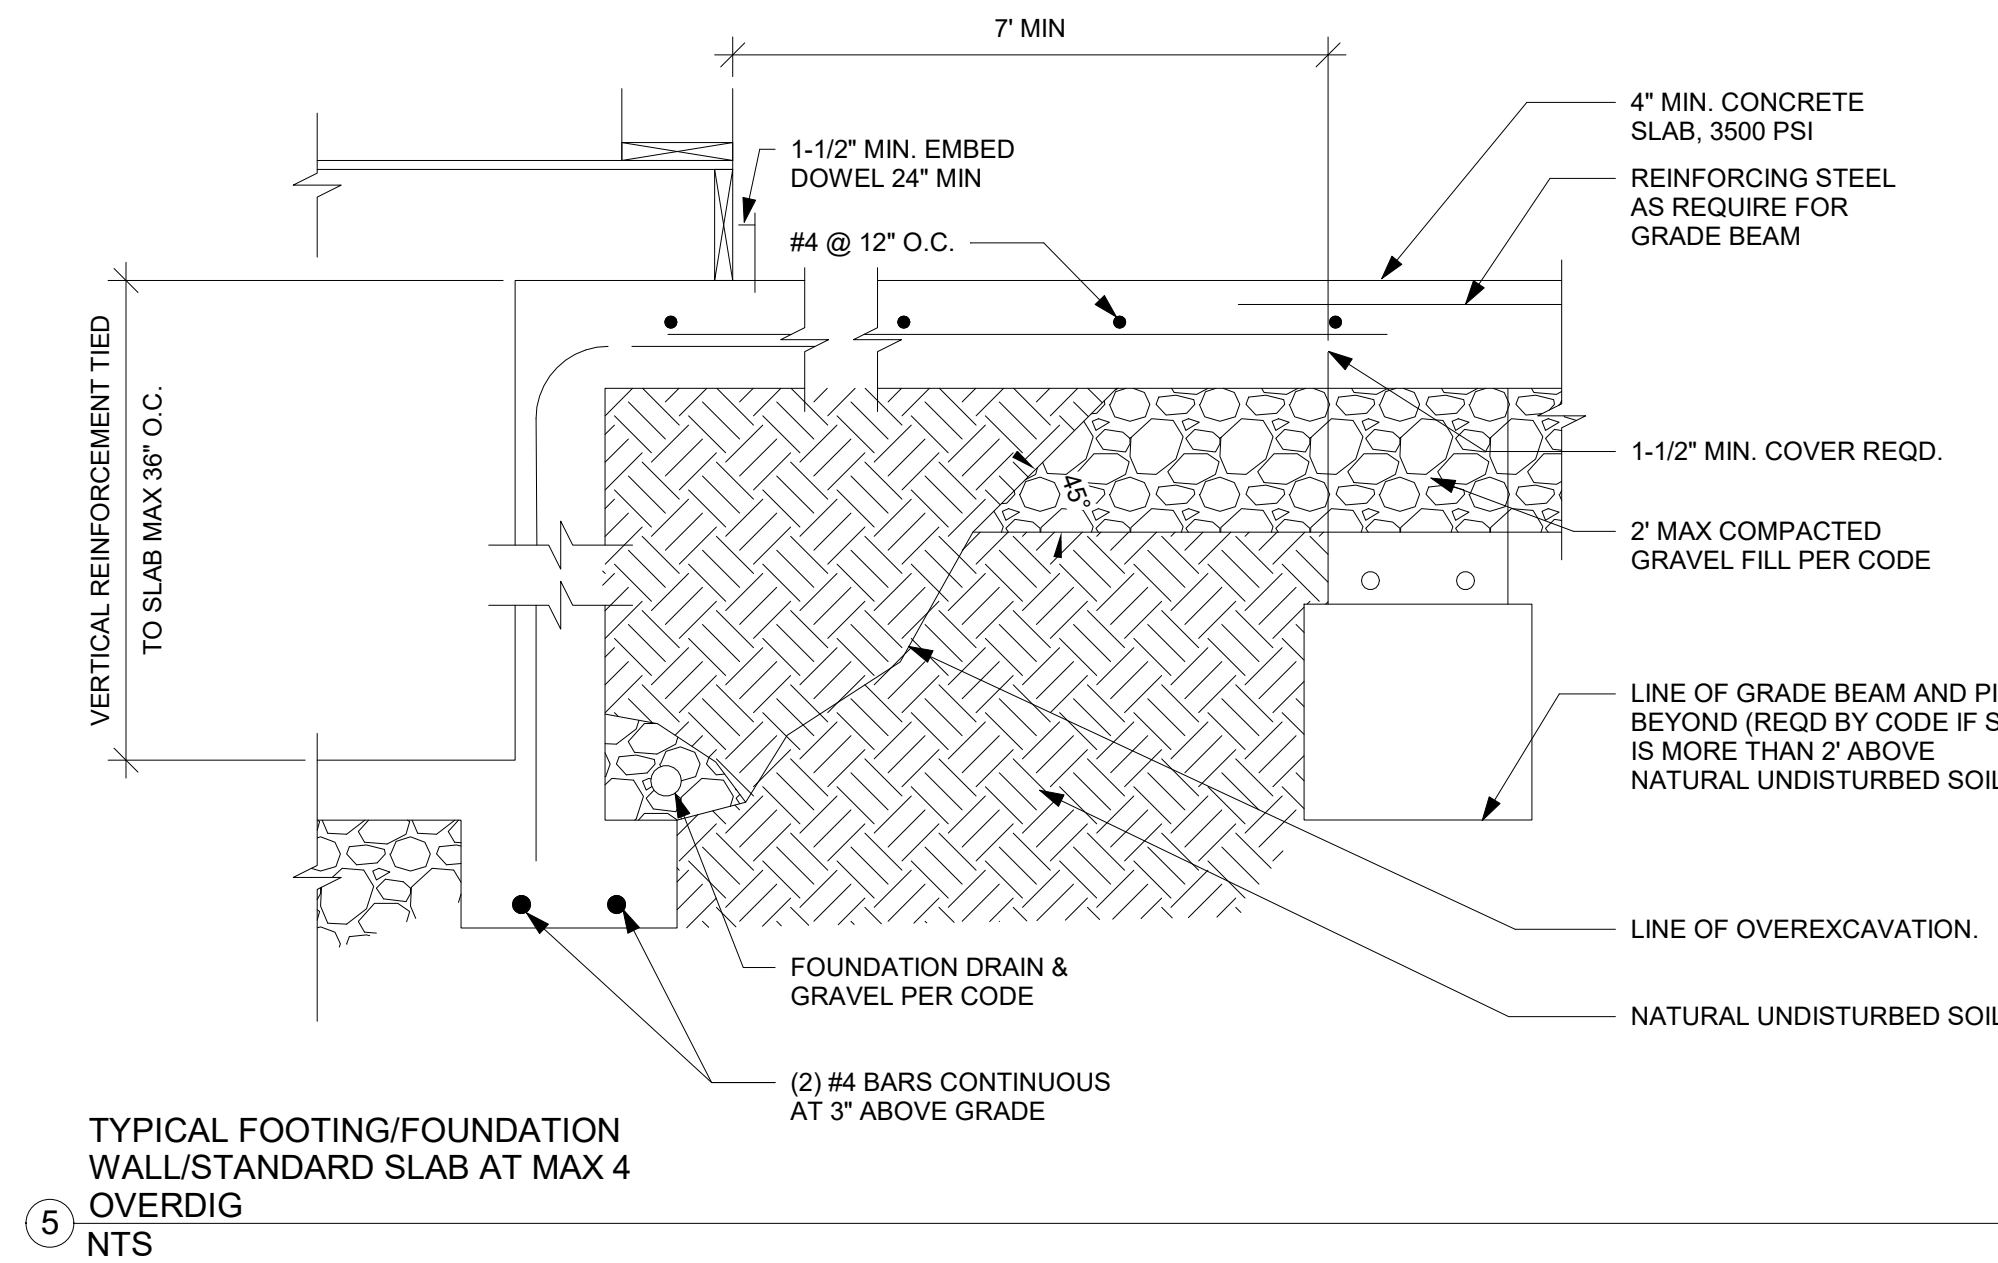 7' MIN
4" MIN. CONCRETE
SLAB, 3500 PSI
1-1/2" MIN. EMBED
DOWEL 24" MIN
REINFORCING STEEL
AS REQUIRE FOR
GRADE BEAM
#4 @ 12" O.C.
VERTICAL REINFORCEMENT TIED
TO SLAB MAX 36" O.C.
45°
1-1/2" MIN. COVER REQD.
2' MAX COMPACTED
GRAVEL FILL PER CODE
LINE OF GRADE BEAM AND
BEYOND (REQD BY CODE IF
IS MORE THAN 2' ABOVE
NATURAL UNDISTURBED SOIL
LINE OF OVEREXCAVATION.
FOUNDATION DRAIN &
GRAVEL PER CODE
NATURAL UNDISTURBED SOIL
(2) #4 BARS CONTINUOUS
AT 3" ABOVE GRADE
TYPICAL FOOTING/FOUNDATION
WALL/STANDARD SLAB AT MAX 4
OVERDIG
5
NTS